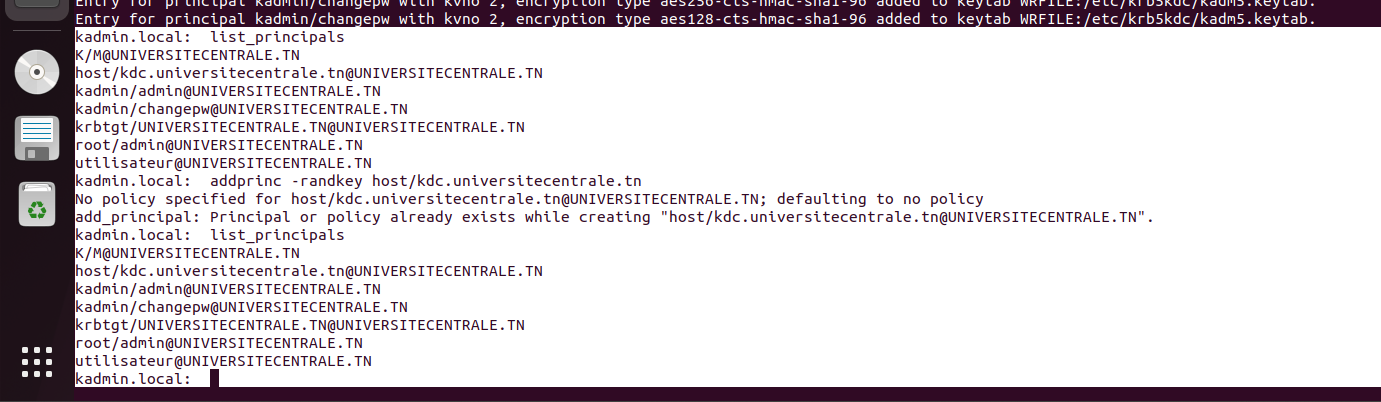 Entry for principal kadmin/changepw with kvno 2, encryption type aes256-cts-hmac-sha1-96 added to keytab WRFILE:/etc/krb5kdc/kadm5.keytab.
Entry for principal kadmin/changepw with kvno 2, encryption type aes128-cts-hmac-sha1-96 added to keytab WRFILE:/etc/krb5kdc/kadm5.keytab.
kadmin.local:  list_principals
K/M@UNIVERSITECENTRALE.TN
host/kdc.universitecentrale.tn@UNIVERSITECENTRALE.TN
kadmin/admin@UNIVERSITECENTRALE.TN
kadmin/changepw@UNIVERSITECENTRALE.TN
krbtgt/UNIVERSITECENTRALE.TN@UNIVERSITECENTRALE.TN
root/admin@UNIVERSITECENTRALE.TN
utilisateur@UNIVERSITECENTRALE.TN
kadmin.local:  addprinc -randkey host/kdc.universitecentrale.tn
No policy specified for host/kdc.universitecentrale.tn@UNIVERSITECENTRALE.TN; defaulting to no policy
add_principal: Principal or policy already exists while creating "host/kdc.universitecentrale.tn@UNIVERSITECENTRALE.TN".
kadmin.local:  list_principals
K/M@UNIVERSITECENTRALE.TN
host/kdc.universitecentrale.tn@UNIVERSITECENTRALE.TN
kadmin/admin@UNIVERSITECENTRALE.TN
kadmin/changepw@UNIVERSITECENTRALE.TN
krbtgt/UNIVERSITECENTRALE.TN@UNIVERSITECENTRALE.TN
root/admin@UNIVERSITECENTRALE.TN
utilisateur@UNIVERSITECENTRALE.TN
kadmin.local: